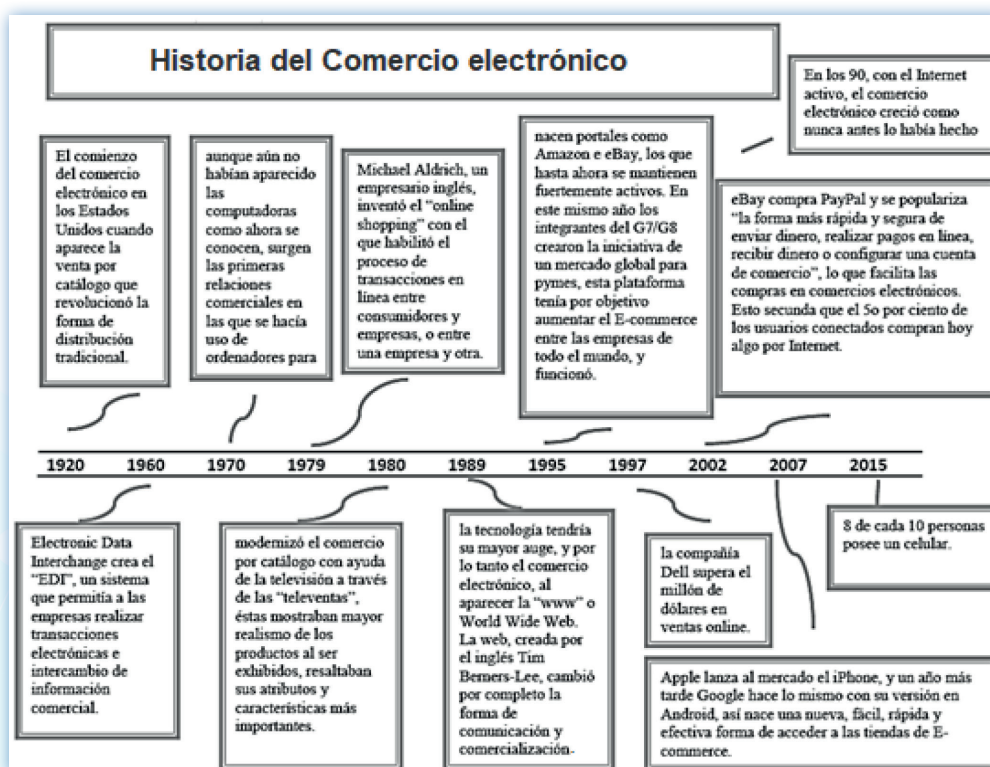 Historia del Comercio electrónico
En los 90, con el Internet
activo, el comercio
electrónico creció como
nunca antes lo había hecho
El comienzo
del comercio
electrónico en
los Estados
Unidos cuando
aparece la
venta por
catálogo que
revolucionó la
forma de
distribución
tradicional.
aunque aún no
habían aparecido
las
computadoras
como ahora se
conocen, surgen
las primeras
relaciones
comerciales en
las que se hacía
uso de
ordenadores para
Michael Aldrich, un
empresario inglés,
inventó el “online
shopping” con el
que habilitó el
proceso de
transacciones en
línea entre
consumidores y
empresas, o entre
una empresa y otra.
nacen portales como
Amazon e eBay, los que
hasta ahora se mantienen
fuertemente activos. En
este mismo año los
integrantes del G7/G8
crearon la iniciativa de
un mercado global para
pymes, esta plataforma
tenía por objetivo
aumentar el E-commerce
entre las empresas de
todo el mundo, y
funcionó.
eBay compra PayPal y se populariza
“la forma más rápida y segura de
enviar dinero, realizar pagos en línea,
recibir dinero o configurar una cuenta
de comercio”, lo que facilita las
compras en comercios electrónicos.
Esto secunda que el 5o por ciento de
los usuarios conectados compran hoy
algo por Internet.
1920 1960 1970 1979 1980 1989 1995 1997 2002 2007 2015
Electronic Data
Interchange crea el
“EDI”, un sistema
que permitía a las
empresas realizar
transacciones
electrónicas e
intercambio de
información
comercial.
modernizó el comercio
por catálogo con ayuda
de la televisión a través
de las “televentas”,
éstas mostraban mayor
realismo de los
productos al ser
exhibidos, resaltaban
sus atributos y
características más
importantes.
la tecnología tendría
su mayor auge, y por
lo tanto el comercio
electrónico, al
aparecer la “www” o
World Wide Web.
La web, creada por
el inglés Tim
Berners-Lee, cambió
por completo la
forma de
comunicación y
comercialización-
la compañía
Dell supera el
millón de
dólares en
ventas online.
8 de cada 10 personas
posee un celular.
Apple lanza al mercado el iPhone, y un año más
tarde Google hace lo mismo con su versión en
Android, así nace una nueva, fácil, rápida y
efectiva forma de acceder a las tiendas de E-
commerce.